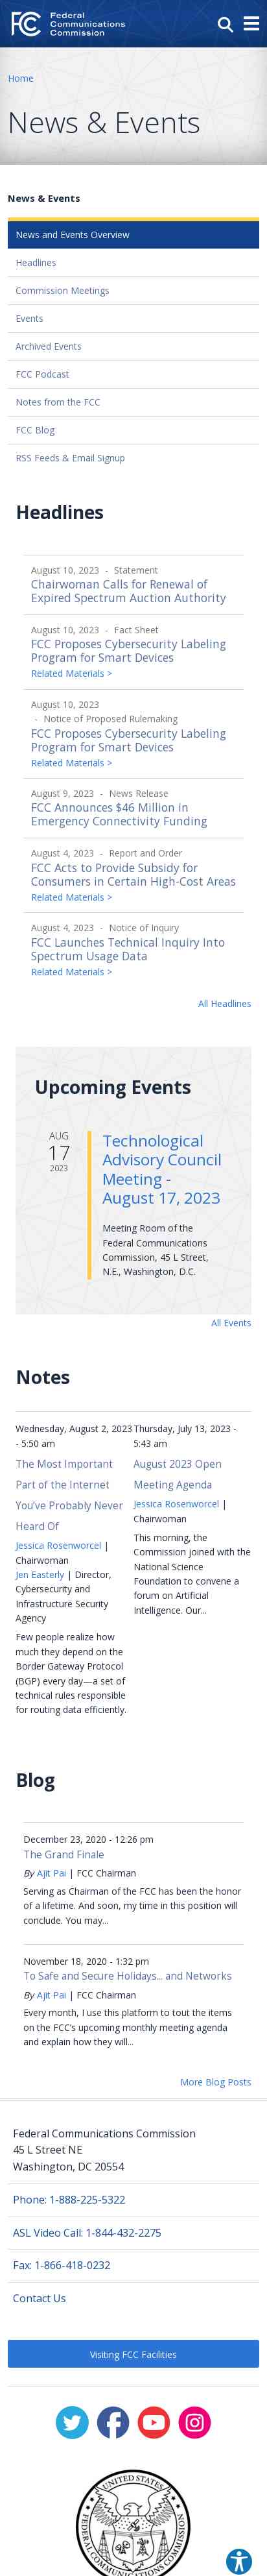 FCC
Federal
Communications
Commission
Home
News & Events
News & Events
News and Events Overview
Headlines
Commission Meetings
Events
Archived Events
FCC Podcast
Notes from the FCC
FCC Blog
RSS Feeds & Email Signup
Headlines
August 10, 2023 - Statement
Chairwoman Calls for Renewal of
Expired Spectrum Auction Authority
August 10, 2023 - Fact Sheet
FCC Proposes Cybersecurity Labeling
Program for Smart Devices
Related Materials >
August 10, 2023
- Notice of Proposed Rulemaking
FCC Proposes Cybersecurity Labeling
Program for Smart Devices
Related Materials >
August 9, 2023 - News Release
FCC Announces $46 Million in
Emergency Connectivity Funding
August 4, 2023 - Report and Order
FCC Acts to Provide Subsidy for
Consumers in Certain High-Cost Areas
Related Materials >
August 4, 2023 - Notice of Inquiry
FCC Launches Technical Inquiry Into
Spectrum Usage Data
Related Materials >
All Headlines
Upcoming Events
AUG
17
2023
Technological
Advisory Council
Meeting -
August 17, 2023
Meeting Room of the
Federal Communications
Commission, 45 L Street,
N.E., Washington, D.C.
All Events
Notes
Wednesday, August 2, 2023
- 5:50 am
The Most Important
Part of the Internet
You've Probably Never
Heard Of
Jessica Rosenworcel |
Chairwoman
Jen Easterly | Director,
Cybersecurity and
Infrastructure Security
Agency
Few people realize how
much they depend on the
Border Gateway Protocol
(BGP) every day—a set of
technical rules responsible
for routing data efficiently.
Thursday, July 13, 2023 -
5:43 am
August 2023 Open
Meeting Agenda
Jessica Rosenworcel |
Chairwoman
This morning, the
Commission joined with the
National Science
Foundation to convene a
forum on Artificial
Intelligence. Our...
Blog
December 23, 2020 - 12:26 pm
The Grand Finale
By Ajit Pai | FCC Chairman
Serving as Chairman of the FCC has been the honor
of a lifetime. And soon, my time in this position will
conclude. You may...
November 18, 2020 - 1:32 pm
To Safe and Secure Holidays... and Networks
By Ajit Pai | FCC Chairman
Every month, I use this platform to tout the items
on the FCC's upcoming monthly meeting agenda
and explain how they will...
More Blog Posts
Federal Communications Commission
45 L Street NE
Washington, DC 20554
Phone: 1-888-225-5322
ASL Video Call: 1-844-432-2275
Fax: 1-866-418-0232
Contact Us
Visiting FCC Facilities